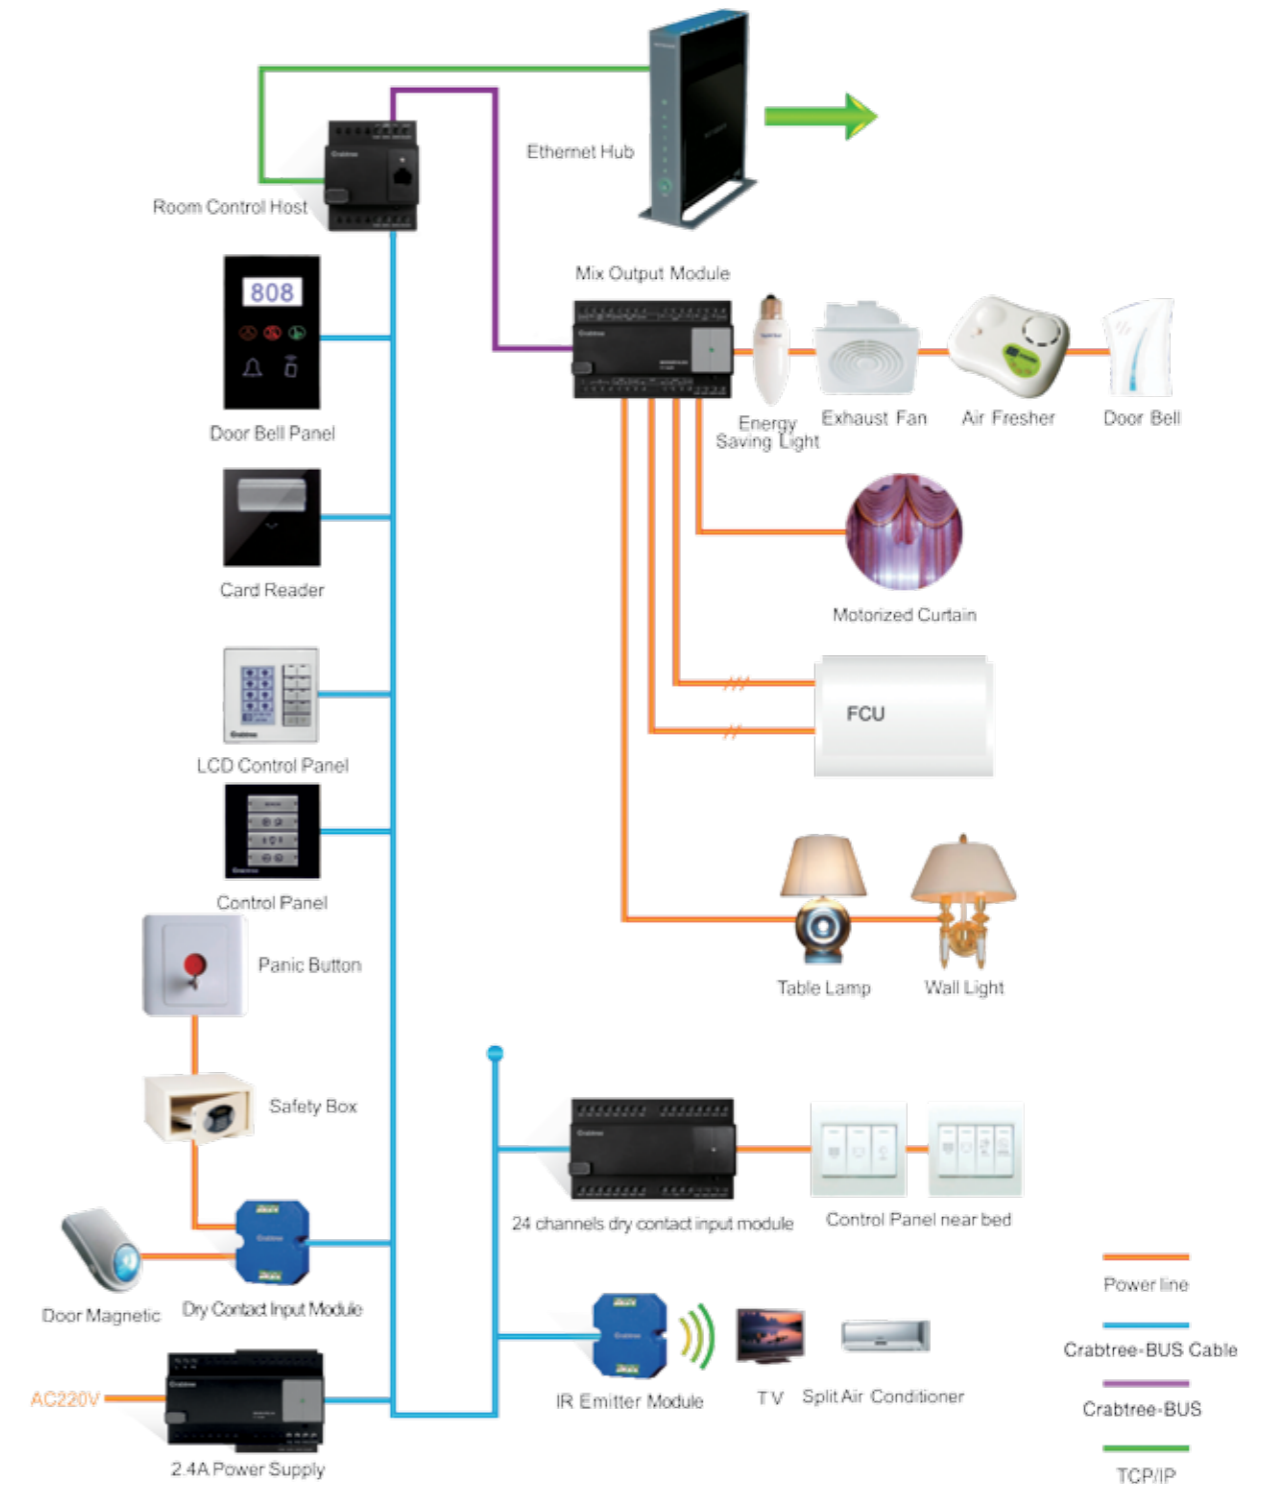 Ethernet Hub
Room Control Host
808
Door Bell Panel
Mix Output Module
Energy
Saving Light
Exhaust Fan
Air Fresher
Door Bell
Card Reader
Motorized Curtain
LCD Control Panel
FCU
Control Panel
Panic Button
Table Lamp
Wall Light
Safety Box
24 channels dry contact input module
Control Panel near bed
Door Magnetic
Dry Contact Input Module
Power line
Crabtree-BUS Cable
IR Emitter Module
TV
Split Air Conditioner
AC220V
Crabtree-BUS
2.4A Power Supply
TCP/IP